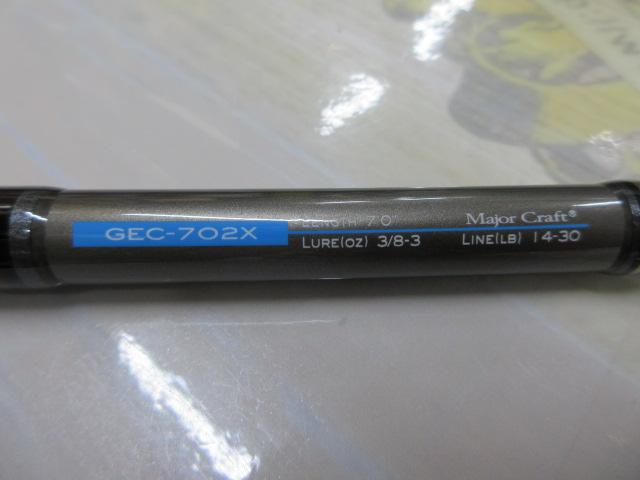 GEC-702X
LENGTH 7'0"
Major Craft®
LURE(OZ) 3/8-3
LINE(LB) 14-30